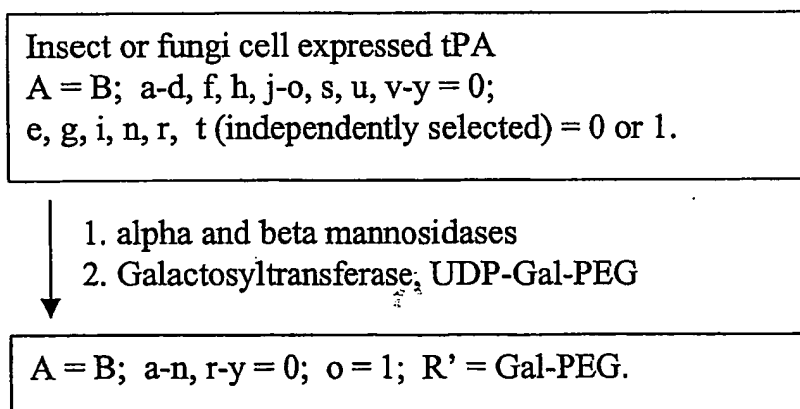 Insect or fungi cell expressed tPA
A = B; a-d, f, h, j-o, s, u, v-y = 0;
e, g, i, n, r, t (independently selected) = 0 or 1.
1. alpha and beta mannosidases
2. Galactosyltransferase, UDP-Gal-PEG
A = B; a-n, r-y = 0; o = 1; R' = Gal-PEG.